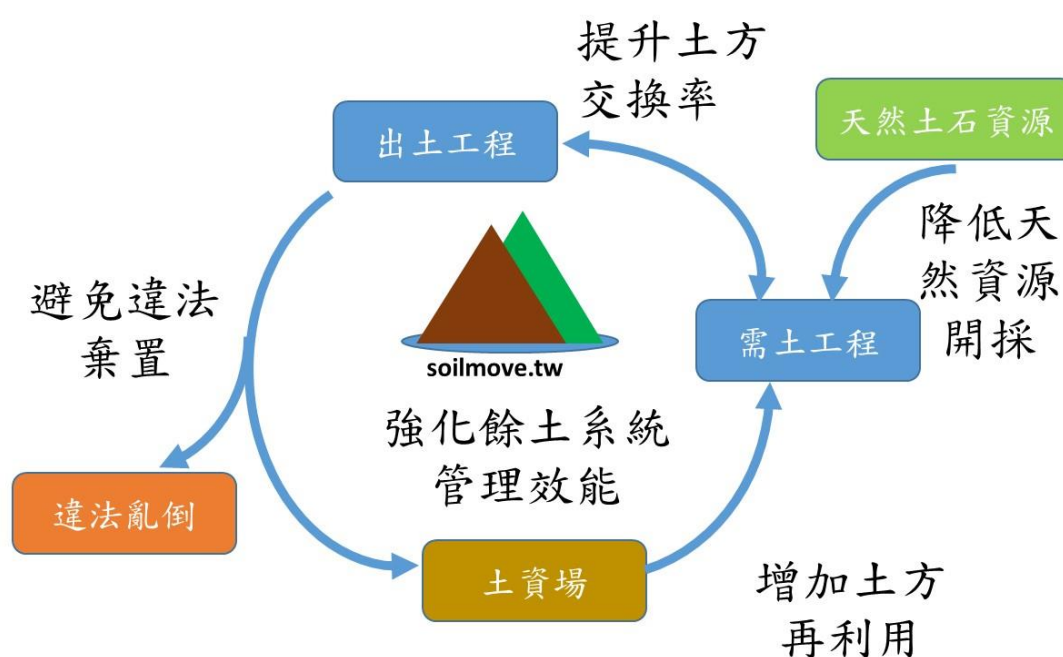 提升土方
交換率
天然土石資源
出土工程
降低天
然資源
開採
避免違法
棄置
需土工程
soilmove.tw
強化餘土系統
管理效能
違法亂倒
土資場
增加土方
再利用